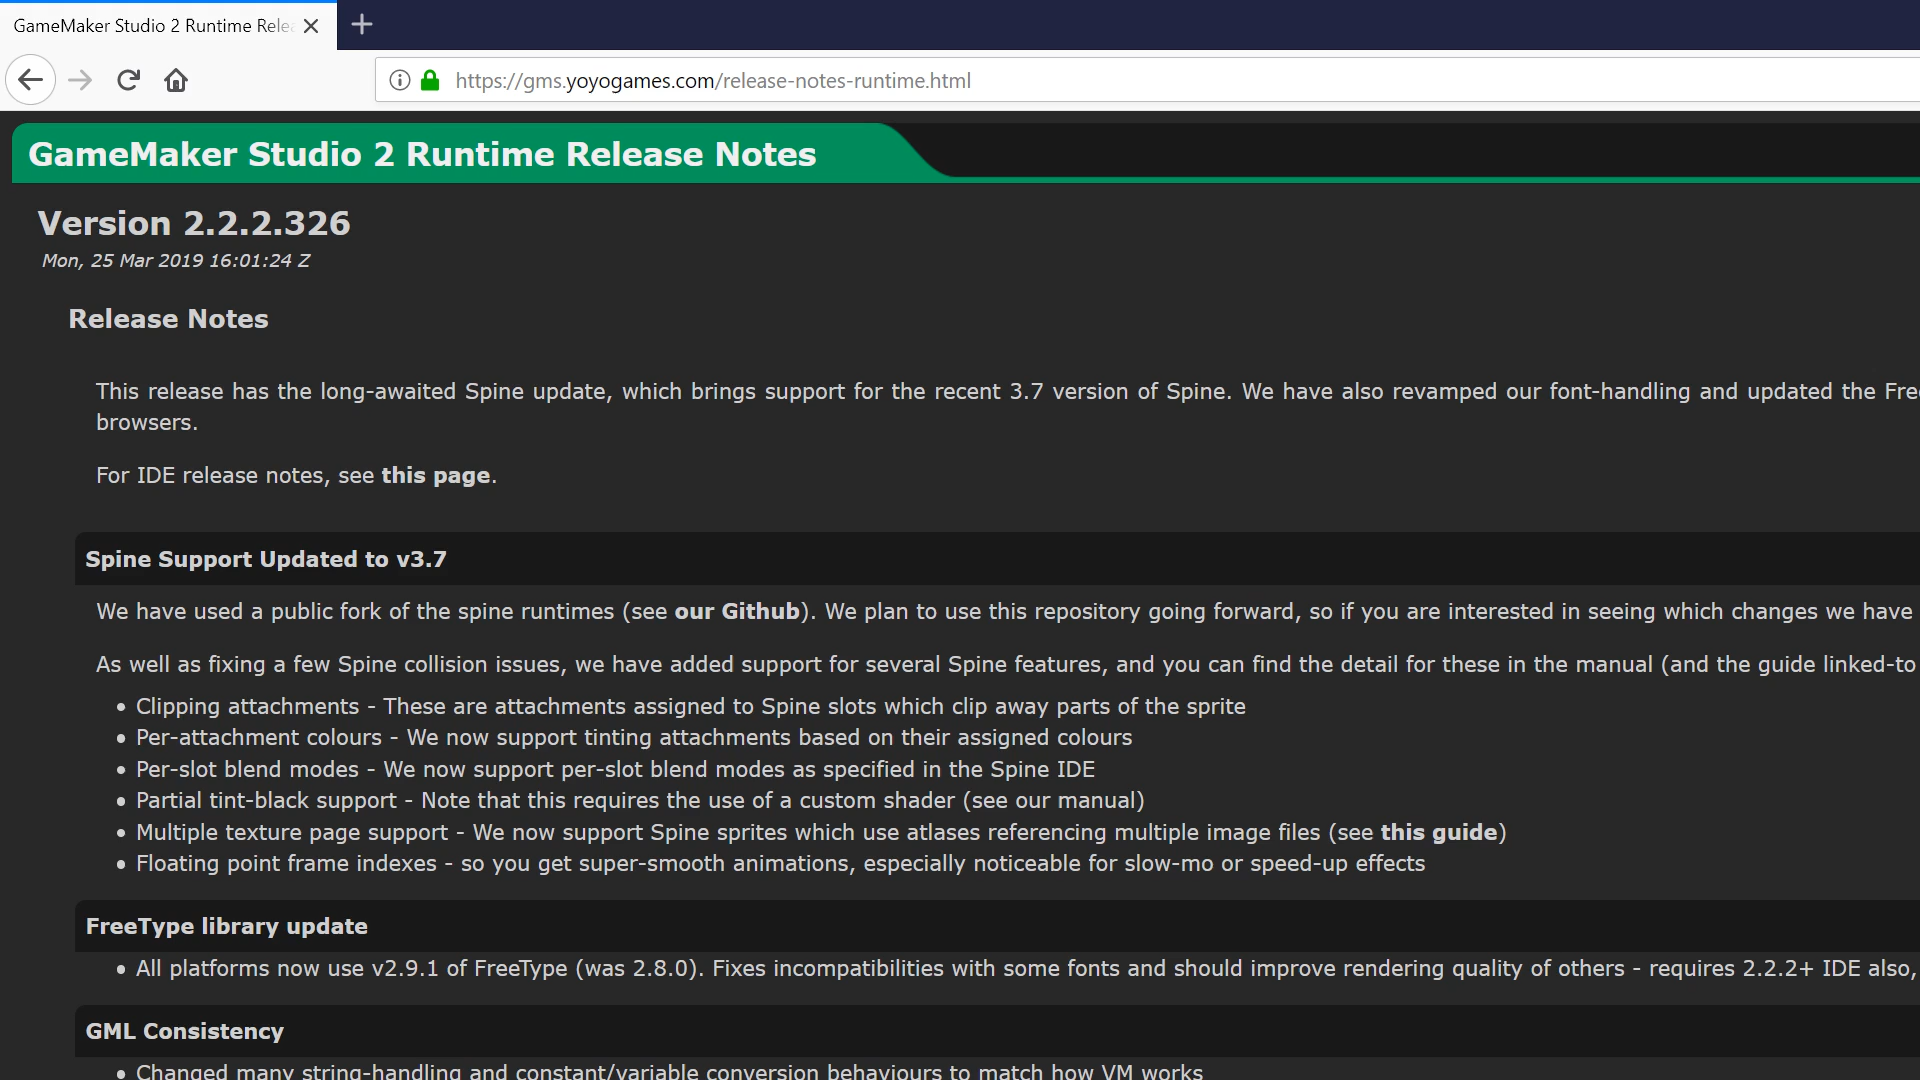 GameMaker Studio 2 Runtime Rele
https://gms.yoyogames.com/release-notes-runtime.html
GameMaker Studio 2 Runtime Release Notes
Version 2.2.2.326
Mon, 25 Mar 2019 16:01:24 Z
Release Notes
This release has the long-awaited Spine update, which brings support for the recent 3.7 version of Spine. We have also revamped our font-handling and updated the Free
browsers.
For IDE release notes, see this page.
Spine Support Updated to v3.7
We have used a public fork of the spine runtimes (see our Github). We plan to use this repository going forward, so if you are interested in seeing which changes we have
As well as fixing a few Spine collision issues, we have added support for several Spine features, and you can find the detail for these in the manual (and the guide linked-to
• Clipping attachments - These are attachments assigned to Spine slots which clip away parts of the sprite
• Per-attachment colours - We now support tinting attachments based on their assigned colours
• Per-slot blend modes - We now support per-slot blend modes as specified in the Spine IDE
• Partial tint-black support - Note that this requires the use of a custom shader (see our manual)
• Multiple texture page support - We now support Spine sprites which use atlases referencing multiple image files (see this guide)
• Floating point frame indexes - so you get super-smooth animations, especially noticeable for slow-mo or speed-up effects
FreeType library update
• All platforms now use v2.9.1 of FreeType (was 2.8.0). Fixes incompatibilities with some fonts and should improve rendering quality of others - requires 2.2.2+ IDE also,
GML Consistency
• Changed many string-handling and constant/variable conversion behaviours to match how VM works